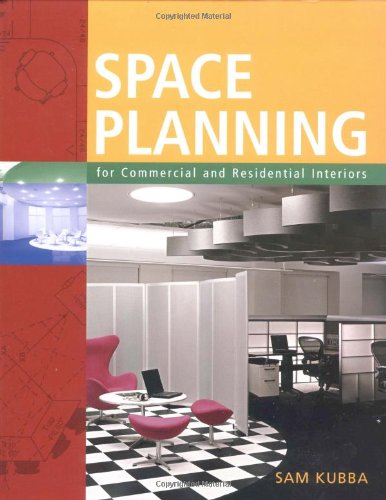 SPACE
PLANNING
for Commercial and Residential Interiors
SAM KUBBA